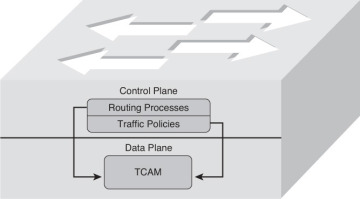 Control Plane
Routing Processes
Traffic Policies
Data Plane
TCAM